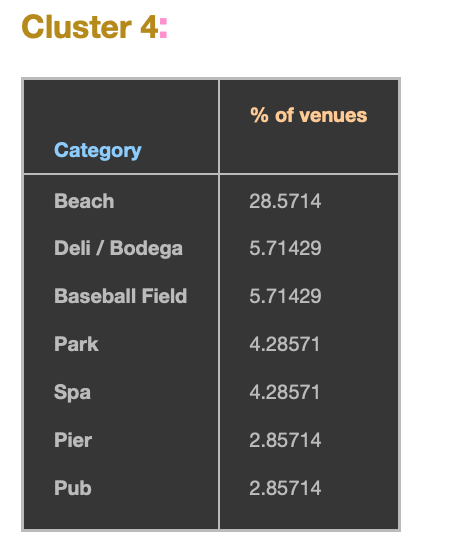 Cluster 4:
% of venues
Category
Beach 28.5714
Deli / Bodega 5.71429
Baseball Field 5.71429
Park 4.28571
Spa 4.28571
Pier 2.85714
Pub 2.85714